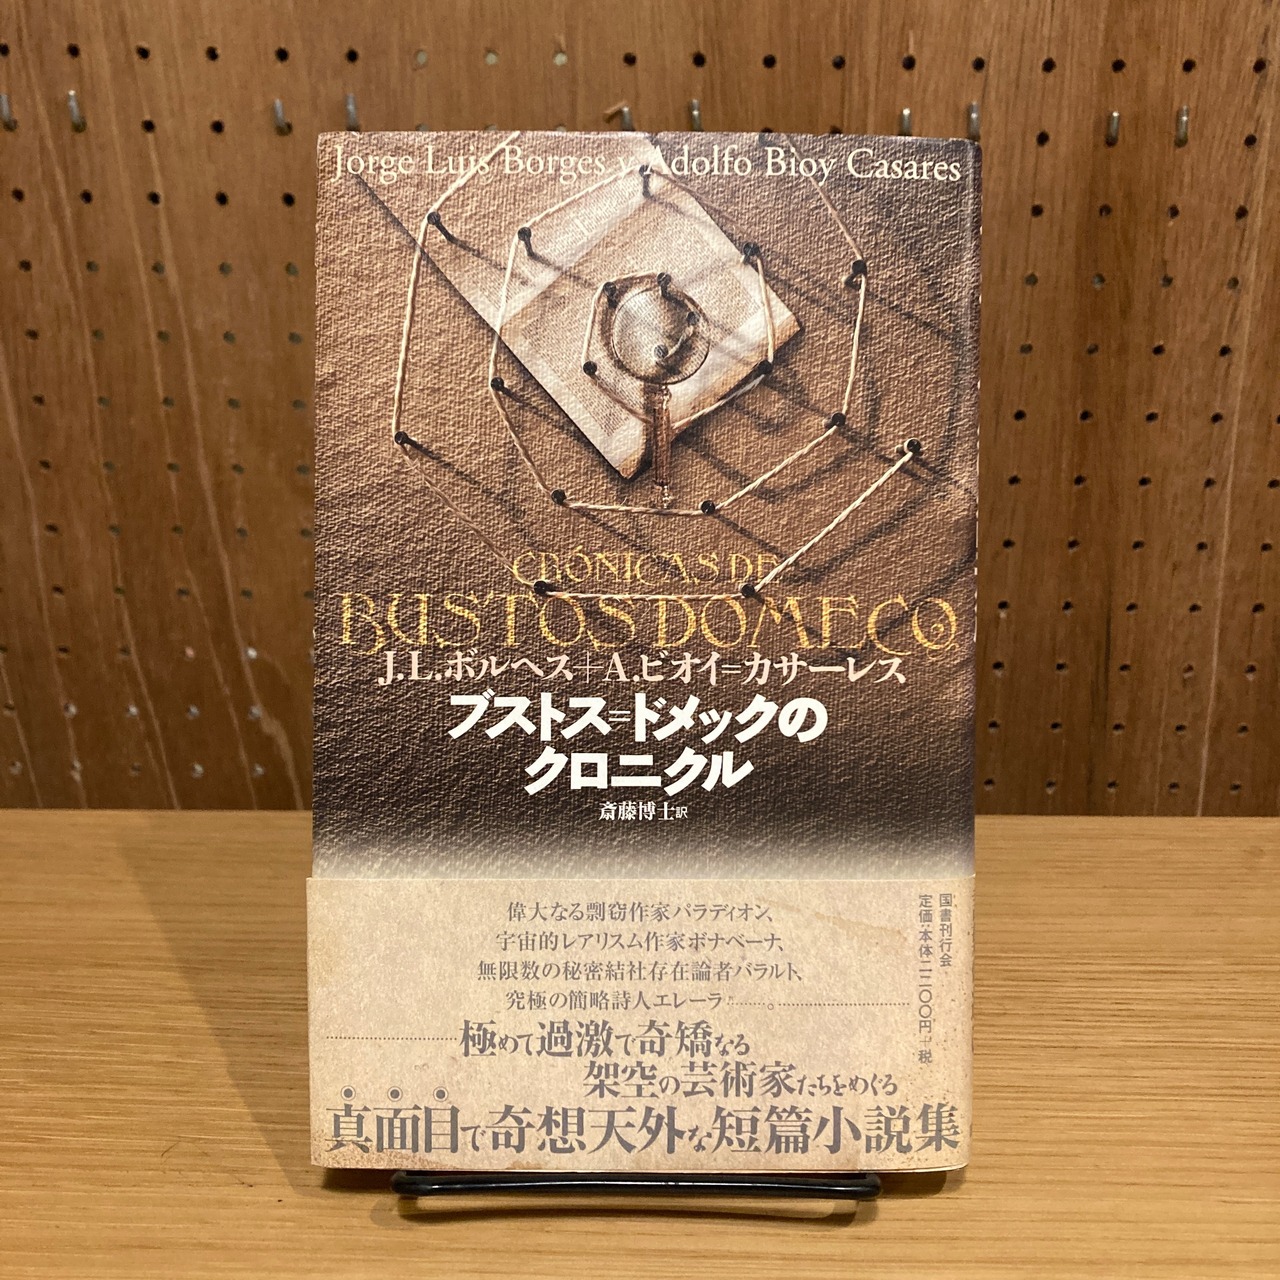 Jorge Luis Borges y Adolfo Bioy Casares
CRÓNICAS DE
BUSTOS DOMECQ
J.L.ボルヘス+A.ビオイ=カサーレス
ブストス=ドメックの
クロニクル
斎藤博士訳
偉大なる剽窃作家パラディオン、
宇宙的レアリスム作家ボナベーナ、
無限数の秘密結社存在論者バラルト、
究極の簡略詩人エレーラ……。
極めて過激で奇矯なる
架空の芸術家たちをめぐる
真面目で奇想天外な短篇小説集
国書刊行会
定価:本体二二〇〇円+税